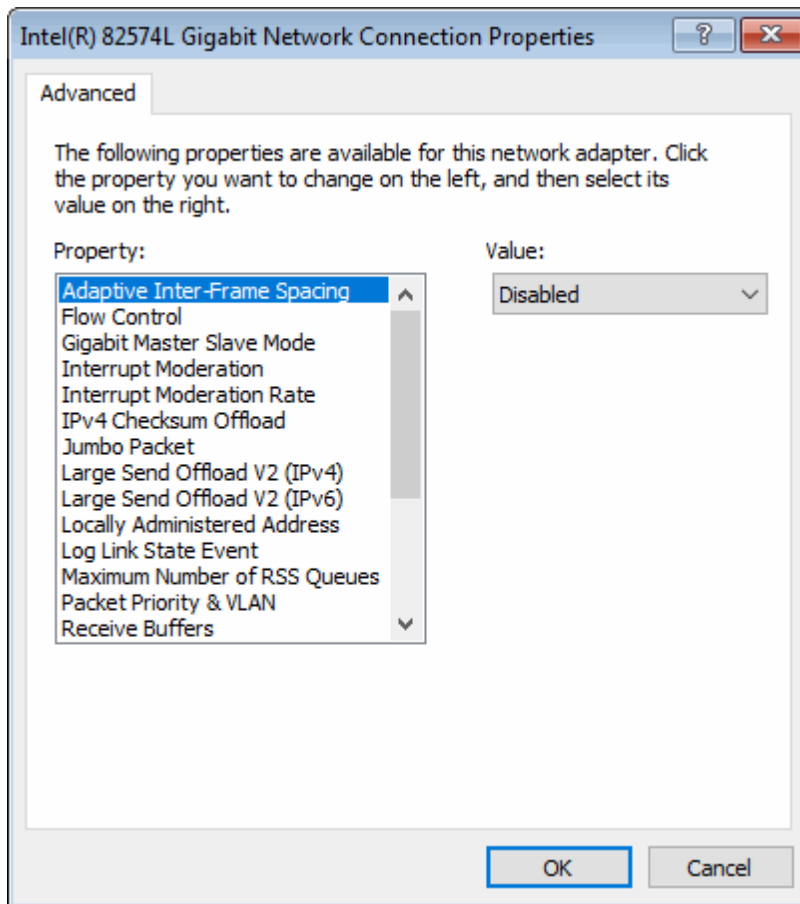 Intel(R) 82574L Gigabit Network Connection Properties
Advanced
The following properties are available for this network adapter. Click
the property you want to change on the left, and then select its
value on the right.
Property:
Value:
Adaptive Inter-Frame Spacing
Disabled
Flow Control
Gigabit Master Slave Mode
Interrupt Moderation
Interrupt Moderation Rate
IPv4 Checksum Offload
Jumbo Packet
Large Send Offload V2 (IPv4)
Large Send Offload V2 (IPv6)
Locally Administered Address
Log Link State Event
Maximum Number of RSS Queues
Packet Priority & VLAN
Receive Buffers
OK
Cancel